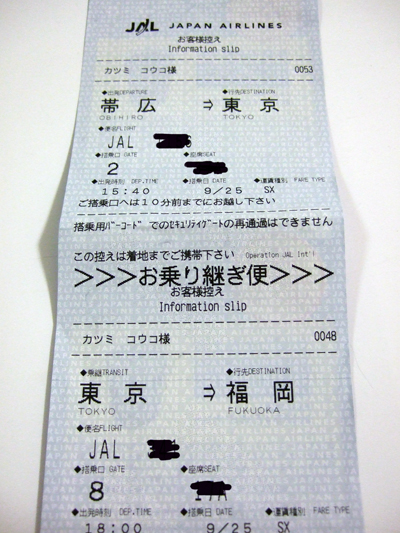 JAL JAPAN AIRLINES
お客様控え
Information slip
カツミ コウコ様 0053
◆出発DEPARTURE ◆行先DESTINATION
帯広 ⇨ 東京
OBIHIRO TOKYO
◆便名FLIGHT
JAL
◆搭乗口 GATE ◆座席SEAT
2
◆出発時刻 DEP.TIME ◆搭乗日 DATE ◆運賃種別 FARE TYPE
15:40 9/25 SX
ご搭乗口へは10分前までにお越し下さい
搭乗用バーコードでのセキュリティゲートの再通過はできません
この控えは着地までご携帯下さい (Operation JAL Int'l
>>>お乗り継ぎ便>>>
お客様控え
Information slip
カツミ コウコ様 0048
◆乗継TRANSIT ◆行先DESTINATION
東京 ⇨ 福岡
TOKYO FUKUOKA
◆便名FLIGHT
JAL
◆搭乗口 GATE ◆座席SEAT
8
◆出発時刻 DEP.TIME ◆搭乗日 DATE ◆運賃種別 FARE TYPE
18:00 9/25 SX